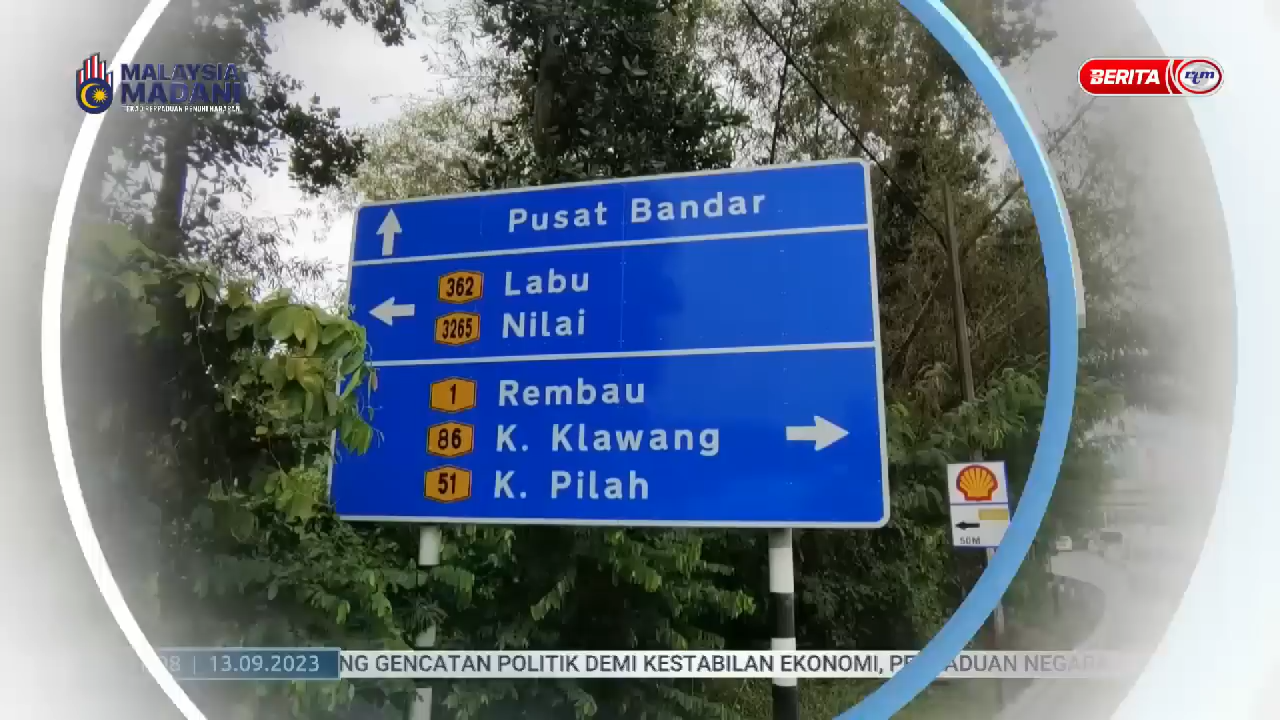 MALAYSIA
MADANI
BERITA rtm
Pusat Bandar
362 Labu
3265 Nilai
1 Rembau
86 K. Klawang
51 K. Pilah
50M
13.09.2023 NG GENCATAN POLITIK DEMI KESTABILAN EKONOMI,